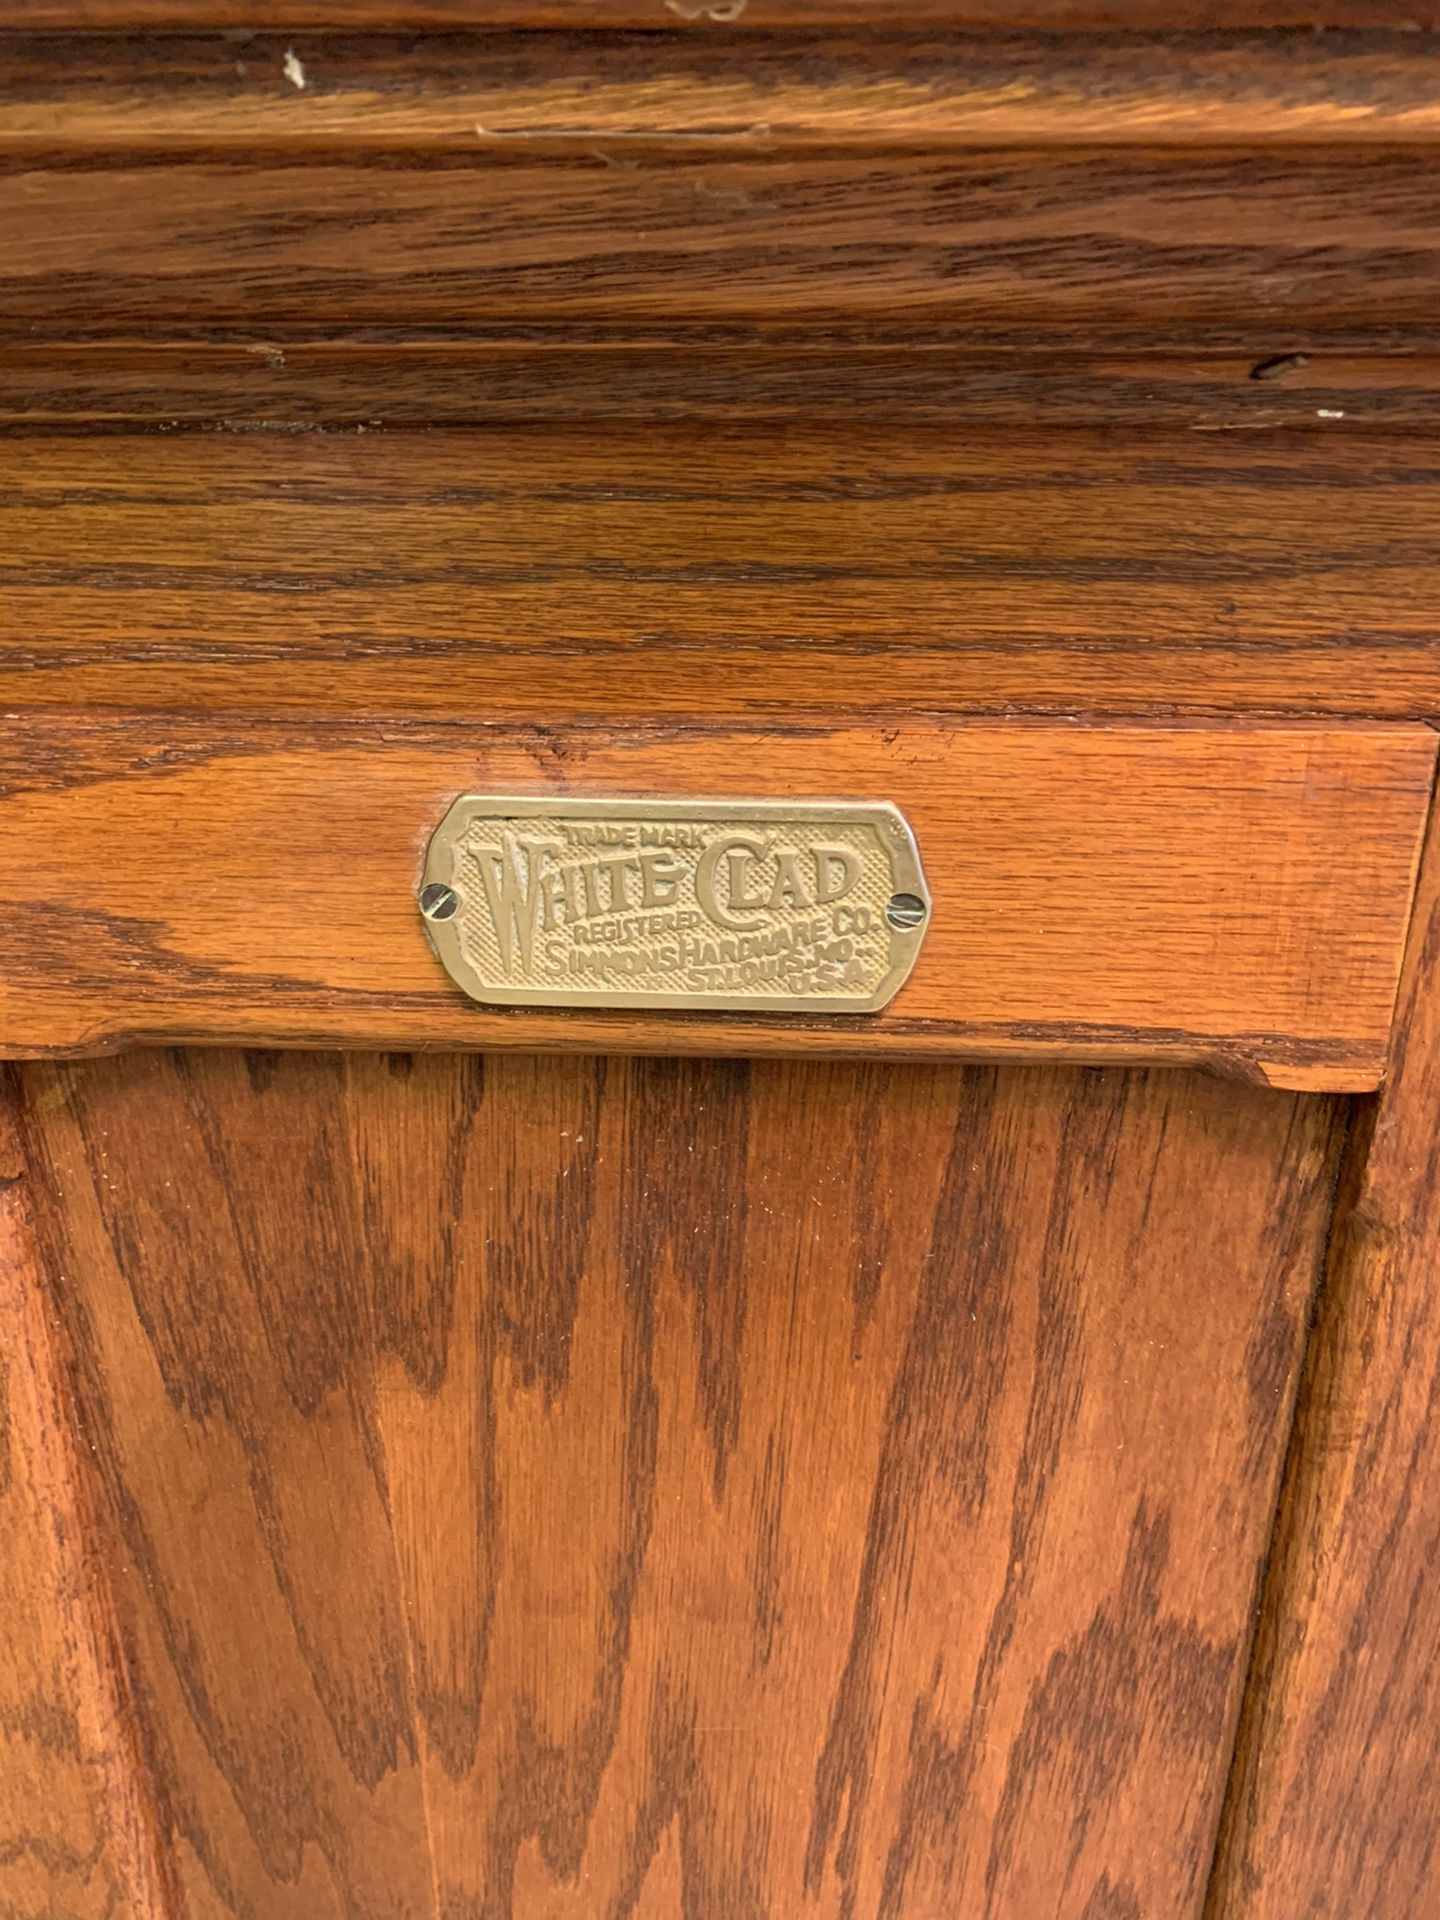 TRADE MARK
WHITE CLAD
REGISTERED
SIMMONS HARDWARE CO.
ST. LOUIS, MO.
U.S.A.